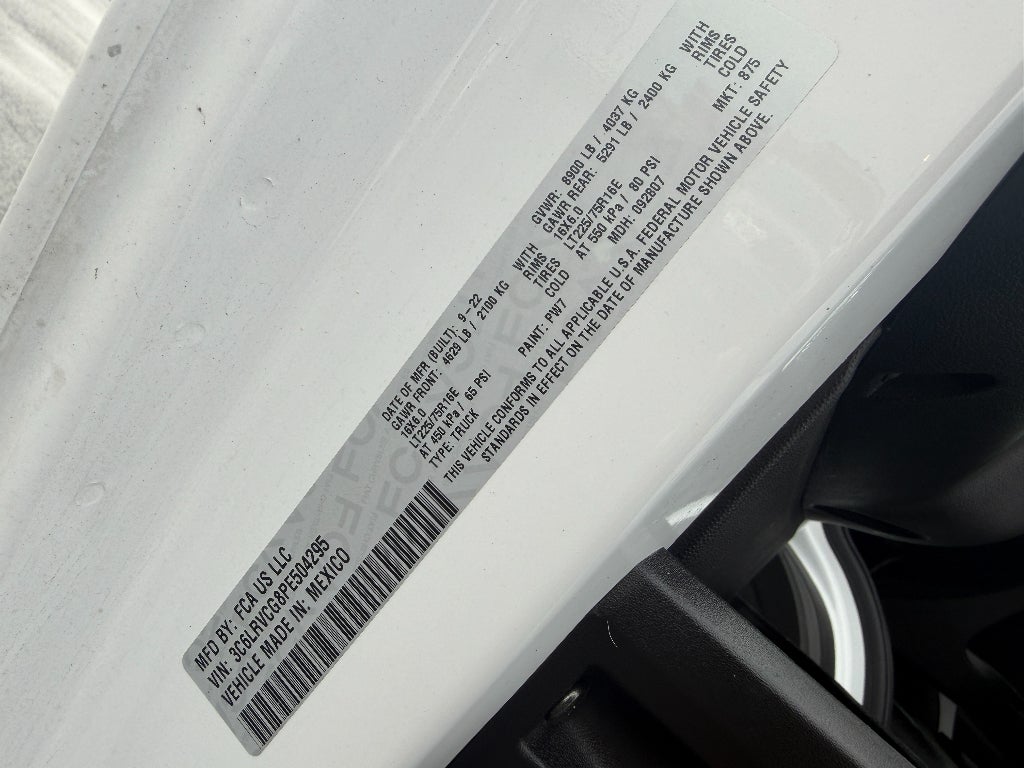 MFD BY: FCA US LLC
VIN: 3C6LRVCG8PE504295
VEHICLE MADE IN: MEXICO
DATE OF MFR (BUILT): 9-22 GVWR: 8900 LB / 4037 KG
GAWR FRONT: 4629 LB / 2100 KG WITH GAWR REAR: 5291 LB / 2400 KG WITH
16X6.0 RIMS 16X6.0 RIMS
LT225/75R16E TIRES LT225/75R16E TIRES
AT 450 kPa / 65 PSI COLD AT 550 kPa / 80 PSI COLD
TYPE: TRUCK PAINT: PW7 MDH: 092807 MKT: 875
THIS VEHICLE CONFORMS TO ALL APPLICABLE U.S.A. FEDERAL MOTOR VEHICLE SAFETY
STANDARDS IN EFFECT ON THE DATE OF MANUFACTURE SHOWN ABOVE.